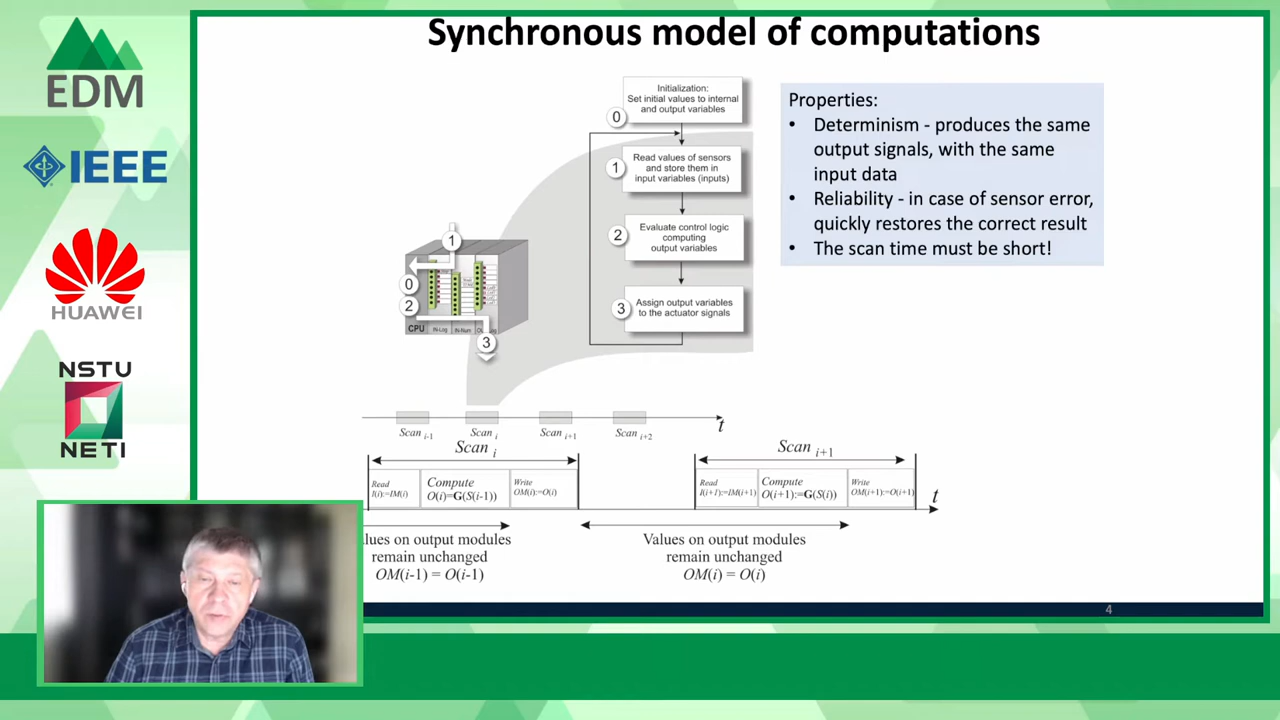 Synchronous model of computations
EDM
IEEE
HUAWEI
NSTU
NETI
Initialization:
Set initial values to internal
and output variables
0
1
Read values of sensors
and store them in
input variables (inputs)
2
Evaluate control logic
computing
output variables
3
Assign output variables
to the actuator signals
Properties:
• Determism - produces the same
output signals, with the same
input data
• Reliability - in case of sensor error,
quickly restores the correct result
• The scan time must be short!
1
0
2
CPU IN-Log IN-Num
3
Scan i-1 Scan i Scan i+1 Scan i+2
t
Scan i
Scan i+1
Read
I(i):=IM(i)
Compute
O(i)=G(S(i-1))
Write
OM(i):=O(i)
Read
I(i+1):=IM(i+1)
Compute
O(i+1):=G(S(i))
Write
OM(i+1):=O(i+1)
t
lues on output modules
remain unchanged
OM(i-1) = O(i-1)
Values on output modules
remain unchanged
OM(i) = O(i)
4